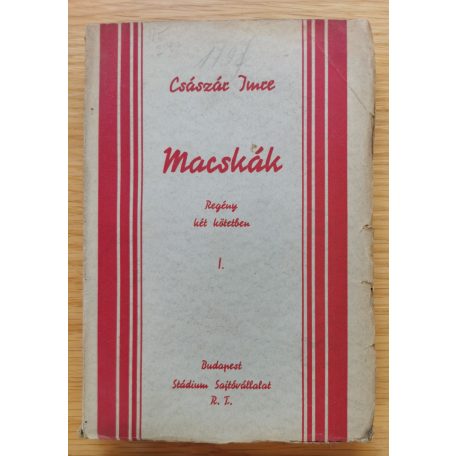 Császár Imre
Macskák
Regény
két kötetben
I.
Budapest
Stádium Sajtóvállalat
R. T.